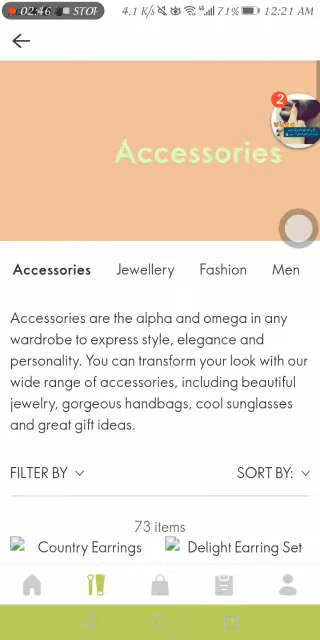 02:46 STOP 4.1 K/s 71% 12:21 AM
2
Accessories
Accessories Jewellery Fashion Men
Accessories are the alpha and omega in any
wardrobe to express style, elegance and
personality. You can transform your look with our
wide range of accessories, including beautiful
jewelry, gorgeous handbags, cool sunglasses
and great gift ideas.
FILTER BY SORT BY:
73 items
Country Earrings Delight Earring Set